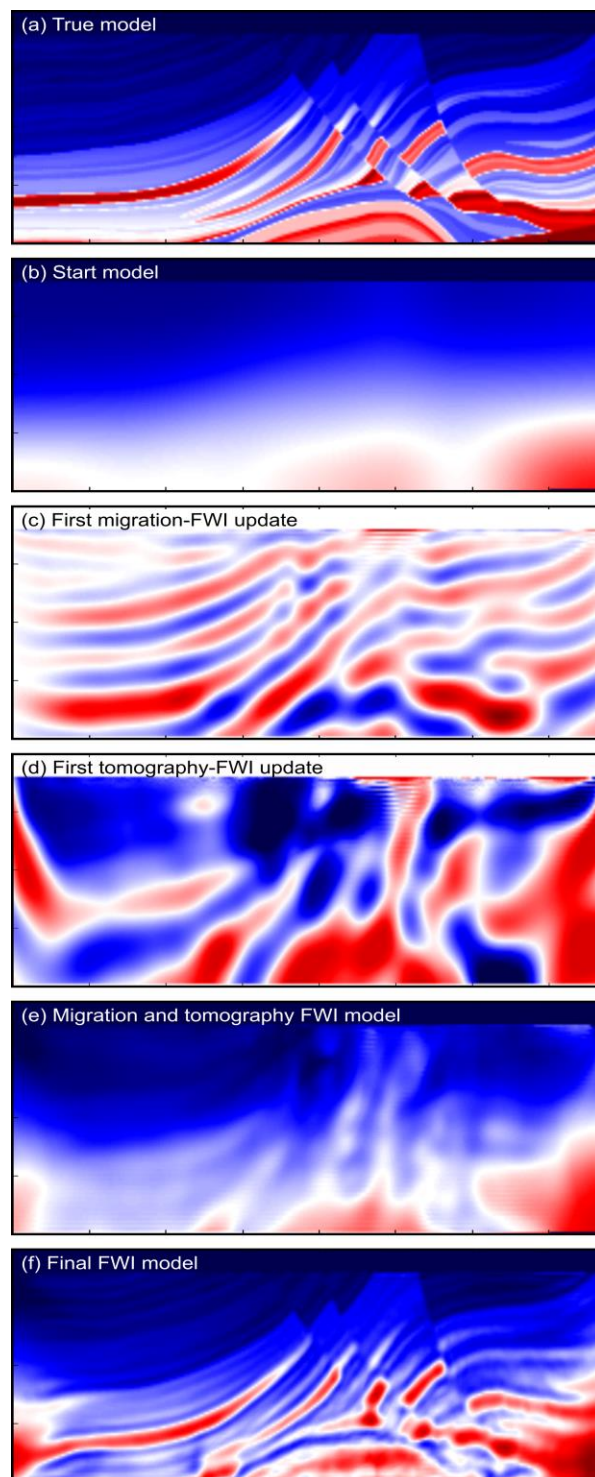 (a) True model
(b) Start model
(c) First migration-FWI update
(d) First tomography-FWI update
(e) Migration and tomography FWI model
(f) Final FWI model